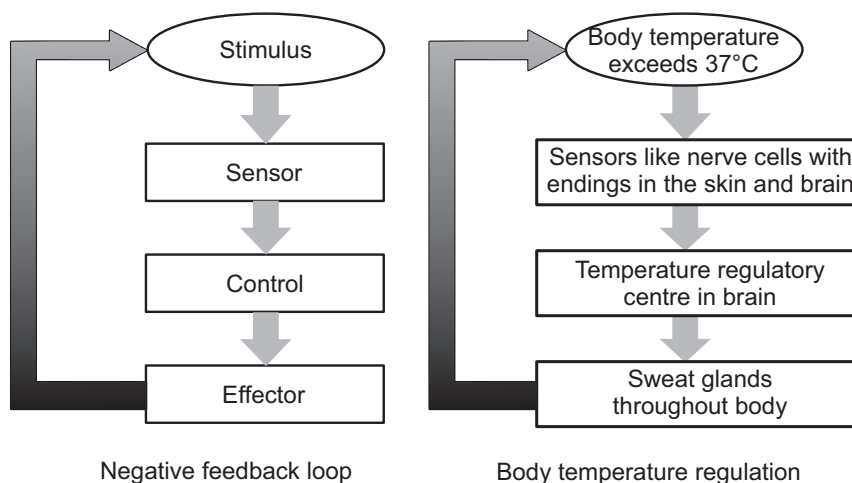 Stimulus
Sensor
Control
Effector
Negative feedback loop
Body temperature
exceeds 37°C
Sensors like nerve cells with
endings in the skin and brain
Temperature regulatory
centre in brain
Sweat glands
throughout body
Body temperature regulation